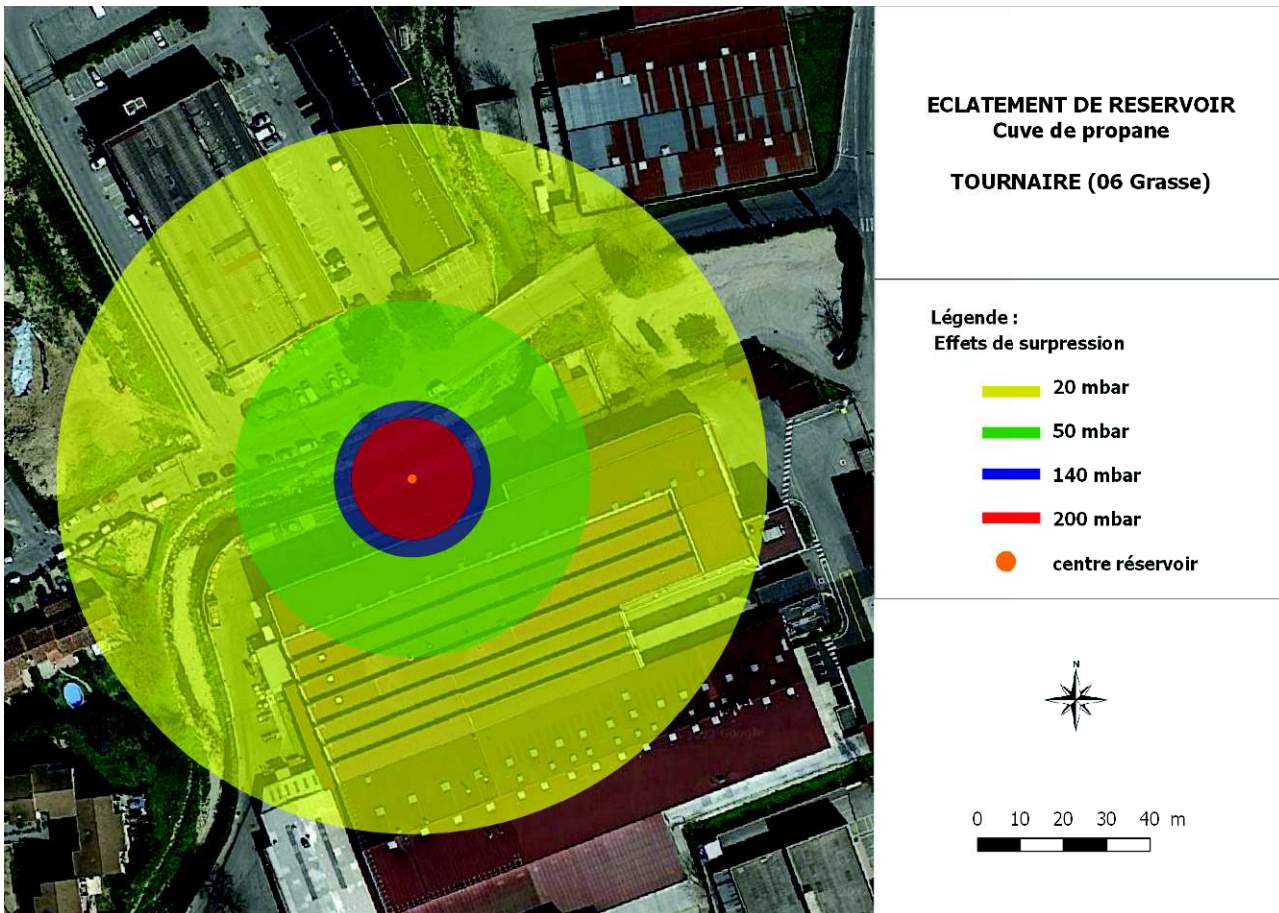 ECLATEMENT DE RESERVOIR
Cuve de propane
TOURNAIRE (06 Grasse)
Légende :
Effets de surpression
20 mbar
50 mbar
140 mbar
200 mbar
centre réservoir
N
0 10 20 30 40 m
Google